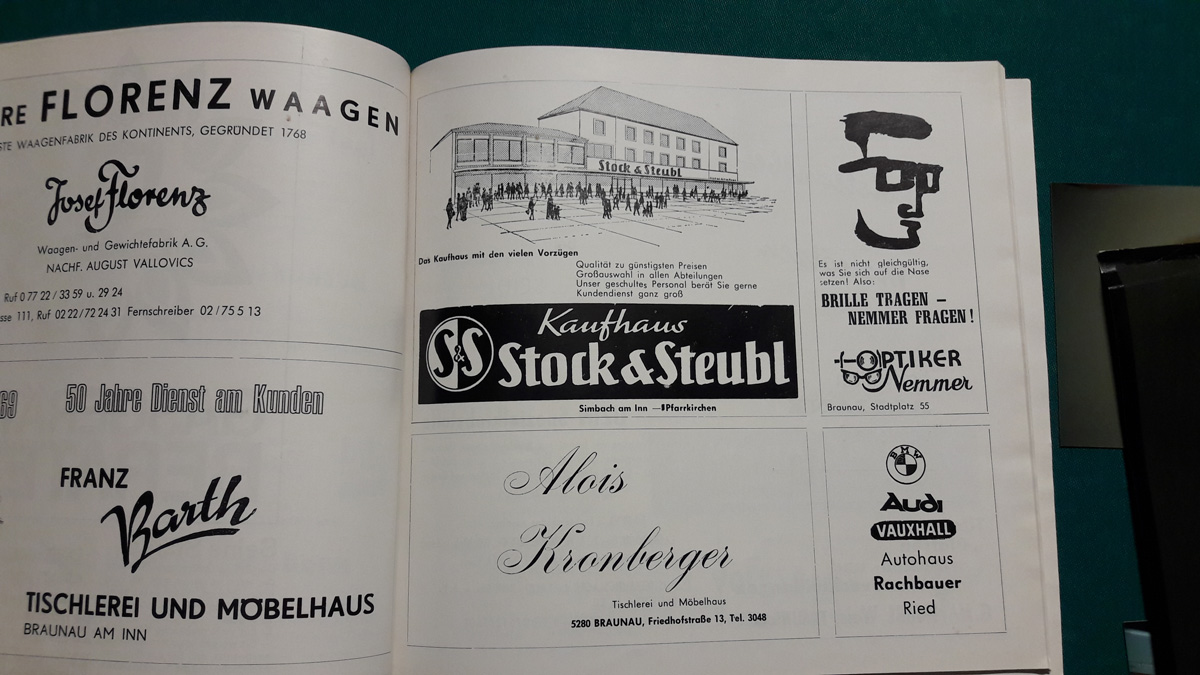 RE FLORENZ WAAGEN
STE WAAGENFABRIK DES KONTINENTS, GEGRÜNDET 1768
Josef Florenz
Waagen- und Gewichtefabrik A. G.
NACHF. AUGUST VALLOVICS
Ruf 0 77 22 / 33 59 u. 29 24
sse 111, Ruf 02 22 / 72 24 31 Fernschreiber 02 / 75 5 13
69 50 Jahre Dienst am Kunden
FRANZ
Barth
TISCHLEREI UND MÖBELHAUS
BRAUNAU AM INN
Stock & Steubl
Das Kaufhaus mit den vielen Vorzügen
Qualität zu günstigsten Preisen
Großauswahl in allen Abteilungen
Unser geschultes Personal berät Sie gerne
Kundendienst ganz groß
S&S
Kaufhaus
Stock & Steubl
Simbach am Inn — Pfarrkirchen
Es ist nicht gleichgültig,
was Sie sich auf die Nase
setzen! Also:
BRILLE TRAGEN –
NEMMER FRAGEN!
OPTIKER
Nemmer
Braunau, Stadtplatz 55
Alois
Kronberger
Tischlerei und Möbelhaus
5280 BRAUNAU, Friedhofstraße 13, Tel. 3048
BMW
Audi
VAUXHALL
Autohaus
Rachbauer
Ried